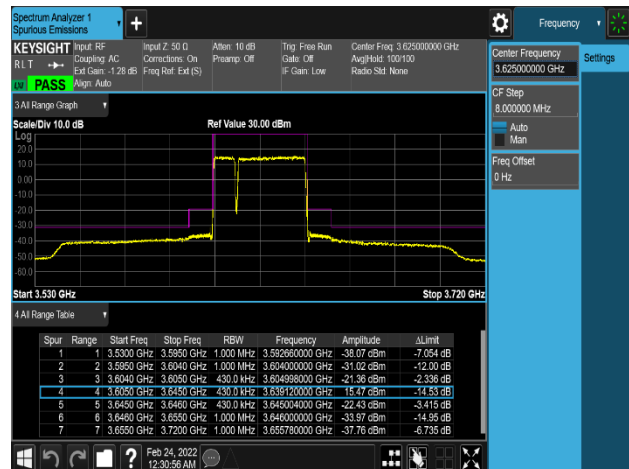 Spectrum Analyzer 1
Spurious Emissions
Frequency
KEYSIGHT Input: RF Input Z: 50 Ω Atten: 10 dB Trig: Free Run Center Freq: 3.625000000 GHz
RLT Coupling: AC Corrections: On Preamp: Off Gate: Off Avg|Hold: 100/100
Ext Gain: -1.28 dB Freq Ref: Ext (S) IF Gain: Low Radio Std: None
PASS Align: Auto
Center Frequency
3.625000000 GHz
Settings
CF Step
8.000000 MHz
Auto
Man
Freq Offset
0 Hz
3 All Range Graph
Scale/Div 10.0 dB Ref Value 30.00 dBm
Log
20.0
10.0
0.00
-10.0
-20.0
-30.0
-40.0
-50.0
-60.0
Start 3.530 GHz Stop 3.720 GHz
4 All Range Table
Spur Range Start Freq Stop Freq RBW Frequency Amplitude ΔLimit
1 1 3.5300 GHz 3.5950 GHz 1.000 MHz 3.592660000 GHz -38.07 dBm -7.054 dB
2 2 3.5950 GHz 3.6040 GHz 1.000 MHz 3.604000000 GHz -31.02 dBm -12.00 dB
3 3 3.6040 GHz 3.6050 GHz 430.0 kHz 3.604998000 GHz -21.36 dBm -2.336 dB
4 4 3.6050 GHz 3.6450 GHz 430.0 kHz 3.639120000 GHz 15.47 dBm -14.53 dB
5 5 3.6450 GHz 3.6460 GHz 430.0 kHz 3.645004000 GHz -22.43 dBm -3.415 dB
6 6 3.6460 GHz 3.6550 GHz 1.000 MHz 3.646000000 GHz -33.97 dBm -14.95 dB
7 7 3.6550 GHz 3.7200 GHz 1.000 MHz 3.655780000 GHz -37.76 dBm -6.735 dB
?
Feb 24, 2022
12:30:56 AM